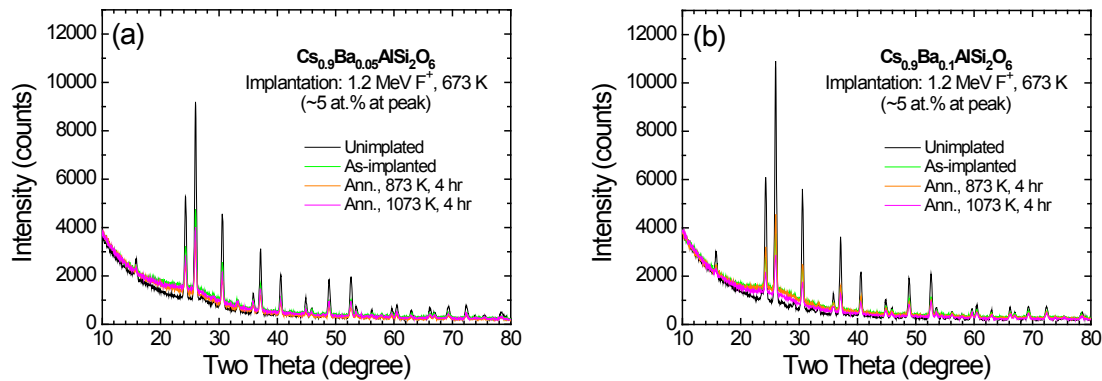 (a)
Cs0.9Ba0.05AlSi2O6
Implantation: 1.2 MeV F+, 673 K
(~5 at.% at peak)
Unimplated
As-implanted
Ann., 873 K, 4 hr
Ann., 1073 K, 4 hr
Intensity (counts)
12000
10000
8000
6000
4000
2000
0
10 20 30 40 50 60 70 80
Two Theta (degree)
(b)
Cs0.9Ba0.1AlSi2O6
Implantation: 1.2 MeV F+, 673 K
(~5 at.% at peak)
Unimplated
As-implanted
Ann., 873 K, 4 hr
Ann., 1073 K, 4 hr
Intensity (counts)
12000
10000
8000
6000
4000
2000
0
10 20 30 40 50 60 70 80
Two Theta (degree)